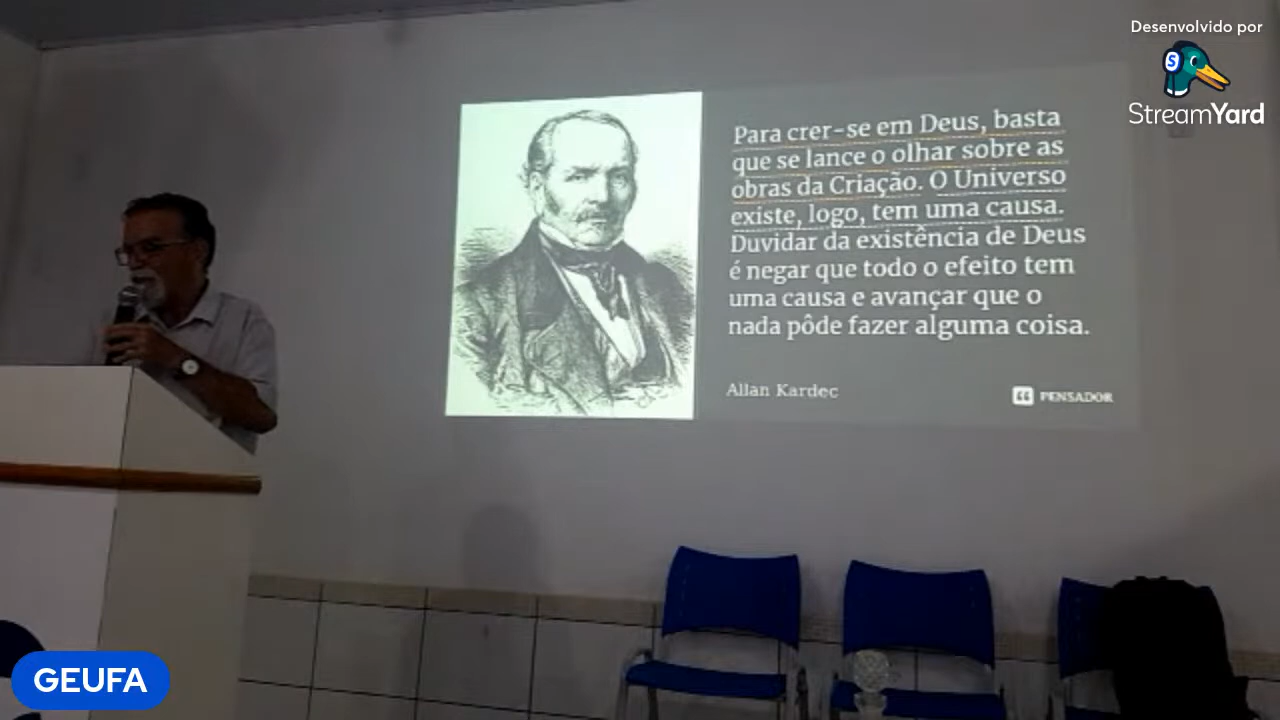 Desenvolvido por
StreamYard
Para crer-se em Deus, basta
que se lance o olhar sobre as
obras da Criação. O Universo
existe, logo, tem uma causa.
Duvidar da existência de Deus
é negar que todo o efeito tem
uma causa e avançar que o
nada pôde fazer alguma coisa.
Allan Kardec
PENSADOR
GEUFA